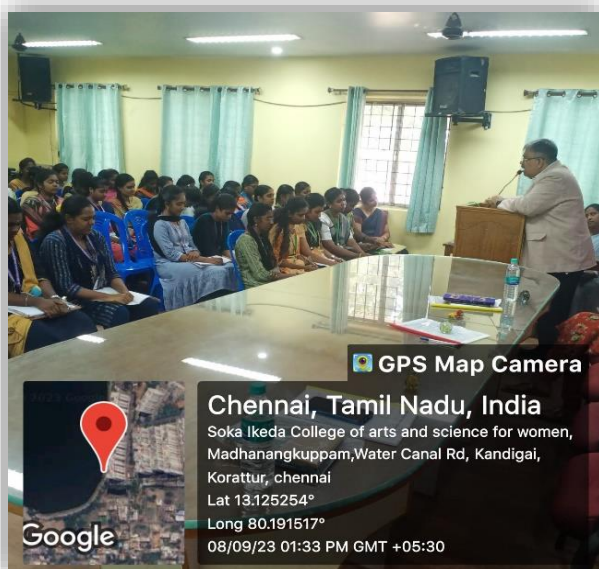 GPS Map Camera
Chennai, Tamil Nadu, India
Soka Ikeda College of arts and science for women,
Madhanangkuppam,Water Canal Rd, Kandigai,
Korattur, chennai
Lat 13.125254°
Long 80.191517°
08/09/23 01:33 PM GMT +05:30
Google